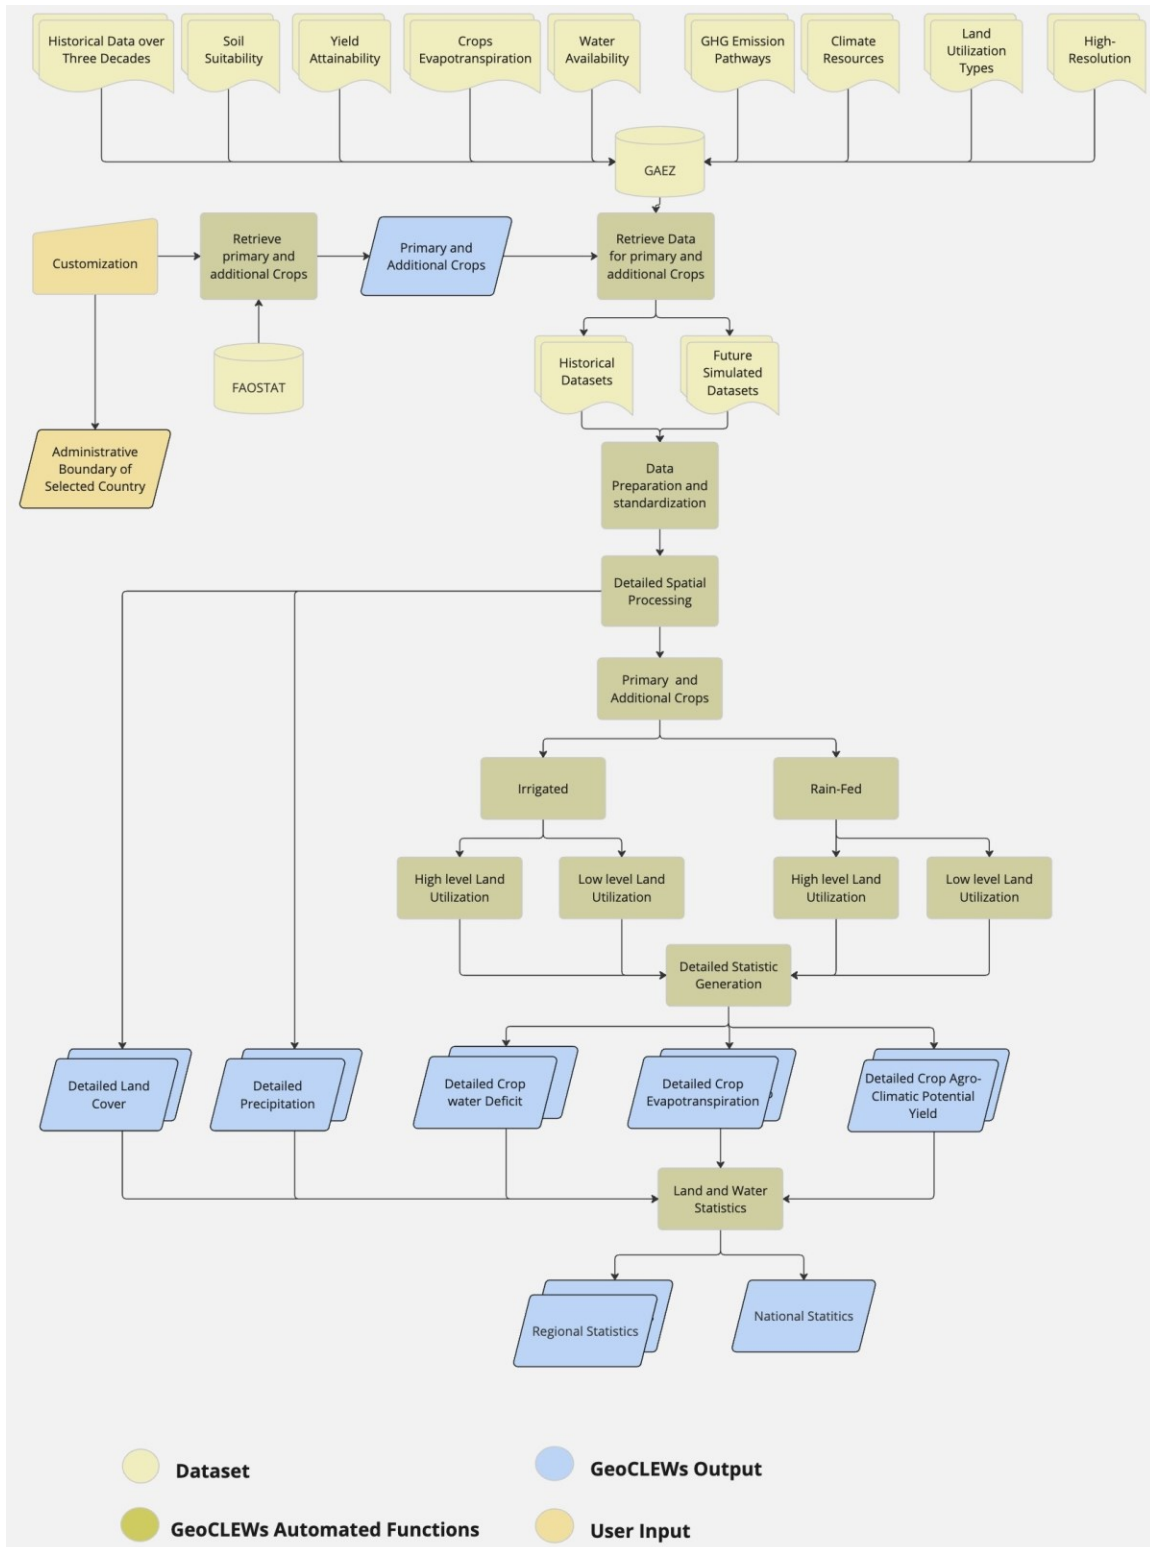 Historical Data over
Three Decades
Soil
Suitability
Yield
Attainability
Crops
Evapotranspiration
Water
Availability
GHG Emission
Pathways
Climate
Resources
Land
Utilization
Types
High-
Resolution
GAEZ
Customization
Retrieve
primary and
additional Crops
Primary and
Additional Crops
Retrieve Data
for primary and
additional Crops
FAOSTAT
Historical
Datasets
Future
Simulated
Datasets
Administrative
Boundary of
Selected Country
Data
Preparation and
standardization
Detailed Spatial
Processing
Primary and
Additional Crops
Irrigated
Rain-Fed
High level Land
Utilization
Low level Land
Utilization
High level Land
Utilization
Low level Land
Utilization
Detailed Statistic
Generation
Detailed Land
Cover
Detailed
Precipitation
Detailed Crop
water Deficit
Detailed Crop
Evapotranspiration
Detailed Crop Agro-
Climatic Potential
Yield
Land and Water
Statistics
Regional Statistics
National Statitics
Dataset
GeoCLEWs Output
GeoCLEWs Automated Functions
User Input